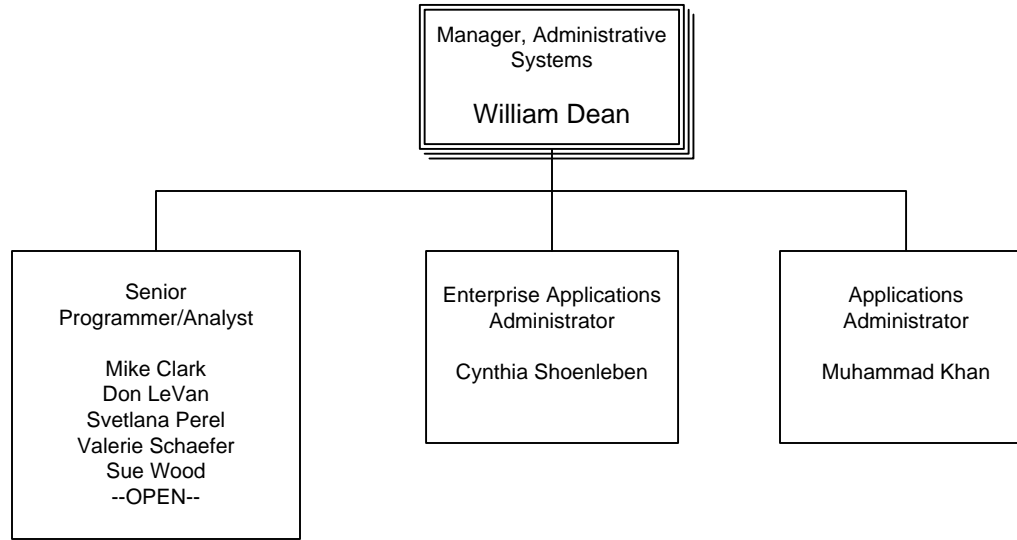 Manager, Administrative
Systems
William Dean
Senior
Programmer/Analyst
Mike Clark
Don LeVan
Svetlana Perel
Valerie Schaefer
Sue Wood
--OPEN--
Enterprise Applications
Administrator
Cynthia Shoenleben
Applications
Administrator
Muhammad Khan